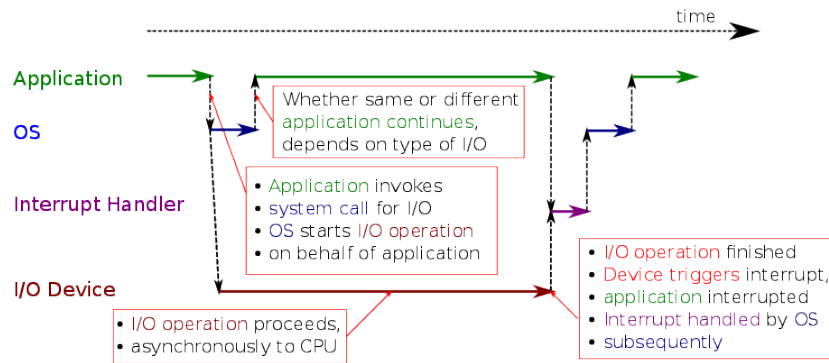 time
Application
Whether same or different
application continues,
depends on type of I/O
OS
• Application invokes
• system call for I/O
• OS starts I/O operation
• on behalf of application
Interrupt Handler
• I/O operation finished
• Device triggers interrupt,
• application interrupted
• Interrupt handled by OS
• subsequently
I/O Device
• I/O operation proceeds,
• asynchronously to CPU